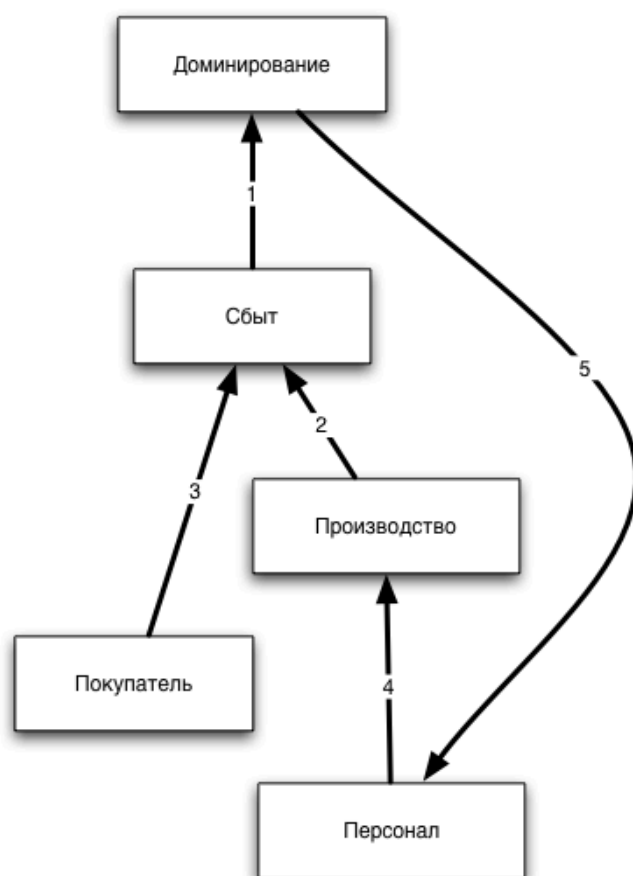 Доминирование
1
Сбыт
5
2
3
Производство
Покупатель
4
Персонал